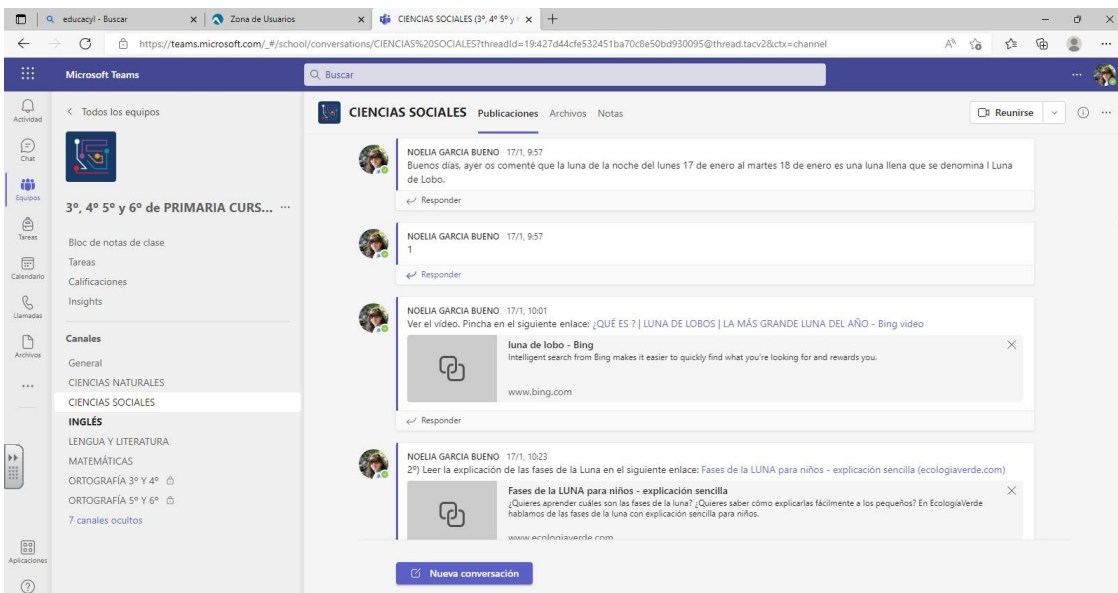 educacyl - Buscar
Zona de Usuarios
CIENCIAS SOCIALES (3º, 4º 5º y 6
https://teams.microsoft.com/_#/school/conversations/CIENCIAS%20SOCIALES?threadId=19:427d44cfe532451ba70c8e50bd930095@thread.tacv2&ctx=channel
Microsoft Teams
Buscar
Actividad
Chat
Equipos
Tareas
Calendario
Llamadas
Archivos
Aplicaciones
Todos los equipos
3º, 4º 5º y 6º de PRIMARIA CURS...
Bloc de notas de clase
Tareas
Calificaciones
Insights
Canales
General
CIENCIAS NATURALES
CIENCIAS SOCIALES
INGLÉS
LENGUA Y LITERATURA
MATEMÁTICAS
ORTOGRAFÍA 3º Y 4º
ORTOGRAFÍA 5º Y 6º
7 canales ocultos
CIENCIAS SOCIALES Publicaciones Archivos Notas
Reunirse
NOELIA GARCIA BUENO 17/1, 9:57
Buenos días, ayer os comenté que la luna de la noche del lunes 17 de enero al martes 18 de enero es una luna llena que se denomina l Luna
de Lobo.
Responder
NOELIA GARCIA BUENO 17/1, 9:57
1
Responder
NOELIA GARCIA BUENO 17/1, 10:01
Ver el vídeo. Pincha en el siguiente enlace: ¿QUÉ ES ? | LUNA DE LOBOS | LA MÁS GRANDE LUNA DEL AÑO - Bing video
luna de lobo - Bing
Intelligent search from Bing makes it easier to quickly find what you're looking for and rewards you.
www.bing.com
Responder
NOELIA GARCIA BUENO 17/1, 10:23
2º) Leer la explicación de las fases de la Luna en el siguiente enlace: Fases de la LUNA para niños - explicación sencilla (ecologiaverde.com)
Fases de la LUNA para niños - explicación sencilla
¿Quieres aprender cuáles son las fases de la luna? ¿Quieres saber cómo explicarlas fácilmente a los pequeños? En EcologíaVerde
hablamos de las fases de la luna con explicación sencilla para niños.
www.ecologiaverde.com
Nueva conversación